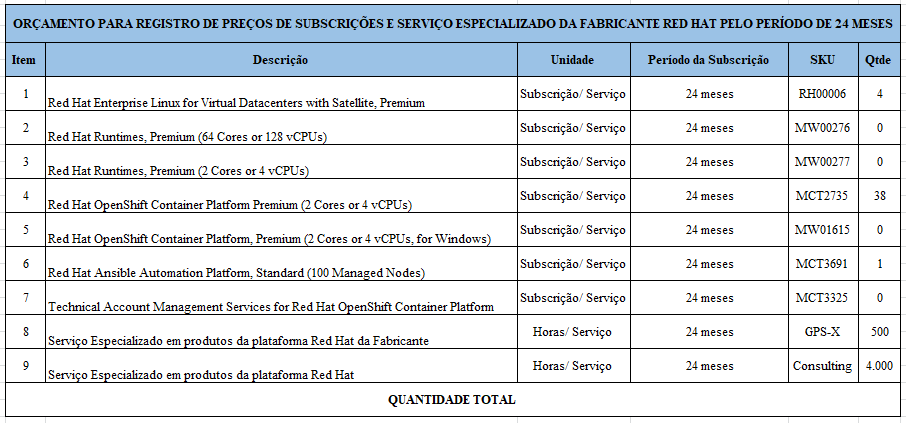 ORÇAMENTO PARA REGISTRO DE PREÇOS DE SUBSCRIÇÕES E SERVIÇO ESPECIALIZADO DA FABRICANTE RED HAT PELO PERÍODO DE 24 MESES
Item Descrição Unidade Período da Subscrição SKU Qtde
1 Red Hat Enterprise Linux for Virtual Datacenters with Satellite, Premium Subscrição/ Serviço 24 meses RH00006 4
2 Red Hat Runtimes, Premium (64 Cores or 128 vCPUs) Subscrição/ Serviço 24 meses MW00276 0
3 Red Hat Runtimes, Premium (2 Cores or 4 vCPUs) Subscrição/ Serviço 24 meses MW00277 0
4 Red Hat OpenShift Container Platform Premium (2 Cores or 4 vCPUs) Subscrição/ Serviço 24 meses MCT2735 38
5 Red Hat OpenShift Container Platform, Premium (2 Cores or 4 vCPUs, for Windows) Subscrição/ Serviço 24 meses MW01615 0
6 Red Hat Ansible Automation Platform, Standard (100 Managed Nodes) Subscrição/ Serviço 24 meses MCT3691 1
7 Technical Account Management Services for Red Hat OpenShift Container Platform Subscrição/ Serviço 24 meses MCT3325 0
8 Serviço Especializado em produtos da plataforma Red Hat da Fabricante Horas/ Serviço 24 meses GPS-X 500
9 Serviço Especializado em produtos da plataforma Red Hat Horas/ Serviço 24 meses Consulting 4.000
QUANTIDADE TOTAL